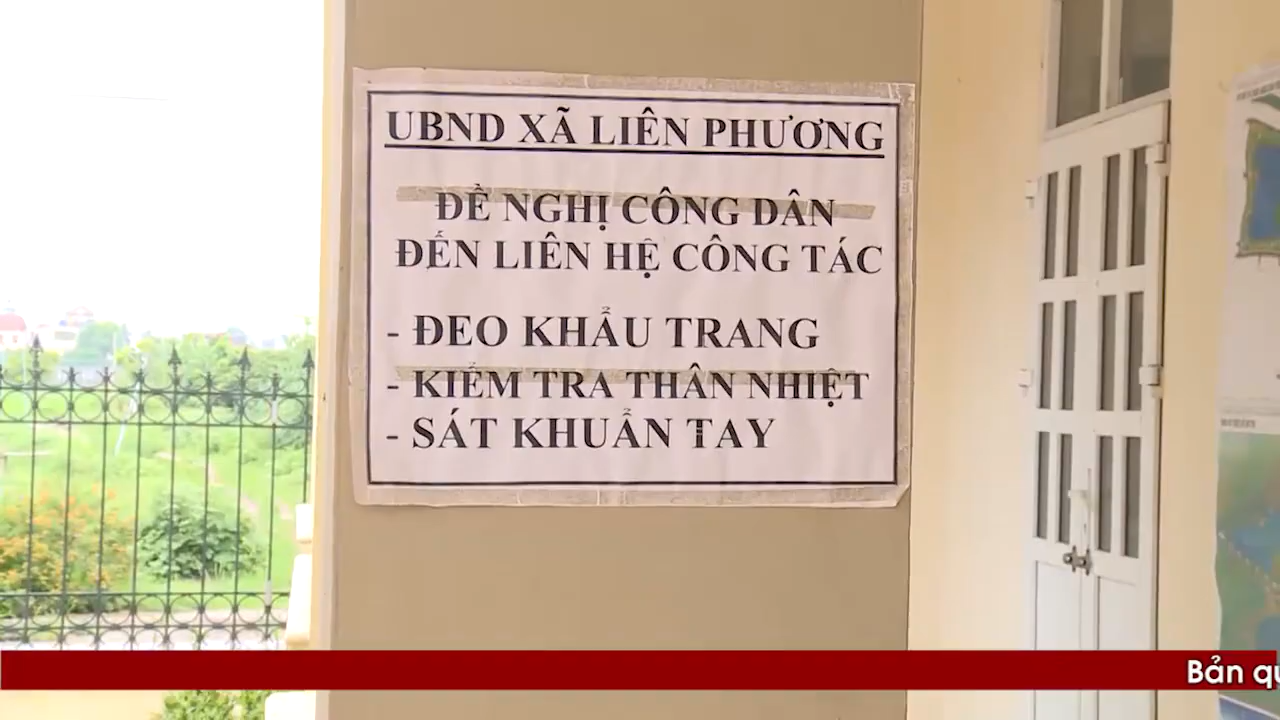 UBND XÃ LIÊN PHƯƠNG
ĐỀ NGHỊ CÔNG DÂN
ĐẾN LIÊN HỆ CÔNG TÁC
- ĐEO KHẨU TRANG
- KIỂM TRA THÂN NHIỆT
- SÁT KHUẨN TAY
Bản